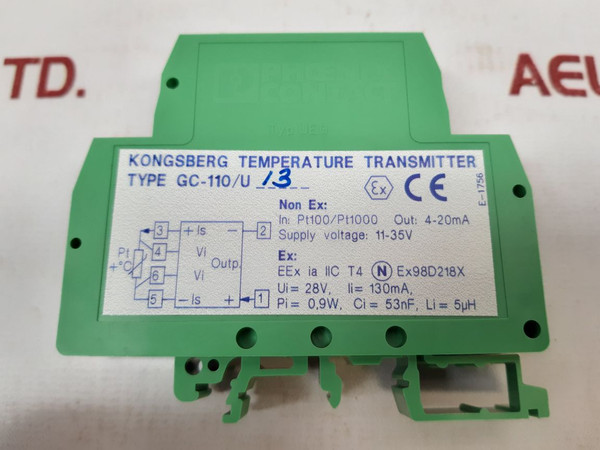 TD.
AEU
KONGSBERG TEMPERATURE TRANSMITTER
TYPE GC-110/U 13
Ex CE
E-1756
Non Ex:
In: Pt100/Pt1000 Out: 4-20mA
Supply voltage: 11-35V
Ex:
EEx ia IIC T4 N Ex98D218X
Ui= 28V, Ii= 130mA,
Pi= 0,9W, Ci= 53nF, Li= 5µH
3 + Is - 2
Pt 4 Vi
+°C Outp.
6 Vi
5 - Is + 1